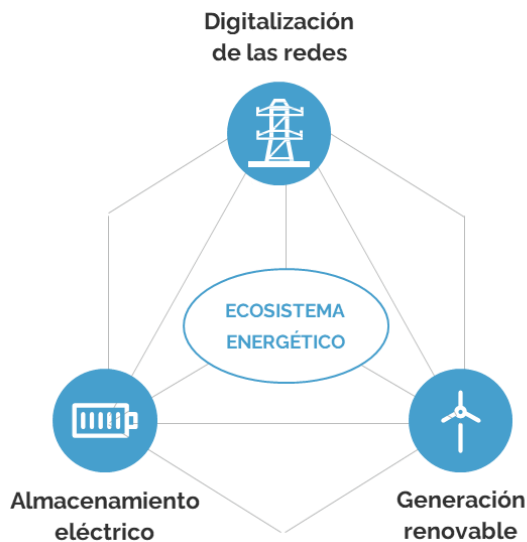 Digitalización
de las redes
ECOSISTEMA
ENERGÉTICO
Almacenamiento
eléctrico
Generación
renovable